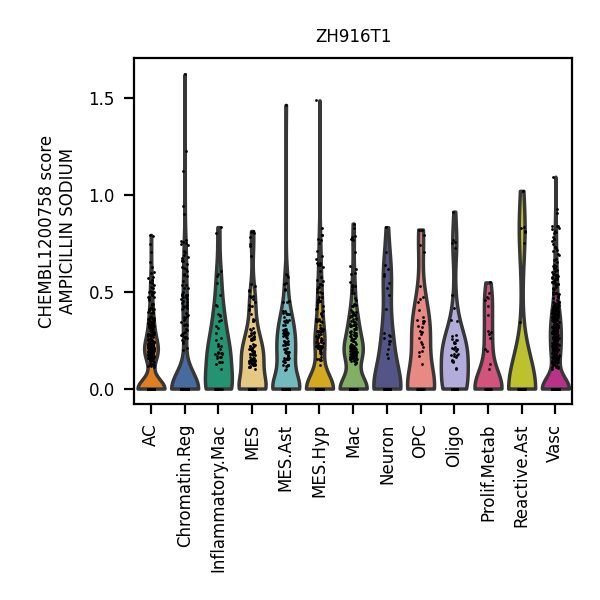 ZH916T1
CHEMBL1200758 score
AMPICILLIN SODIUM
1.5
1.0
0.5
0.0
AC
Chromatin.Reg
Inflammatory.Mac
MES
MES.Ast
MES.Hyp
Mac
Neuron
OPC
Oligo
Prolif.Metab
Reactive.Ast
Vasc